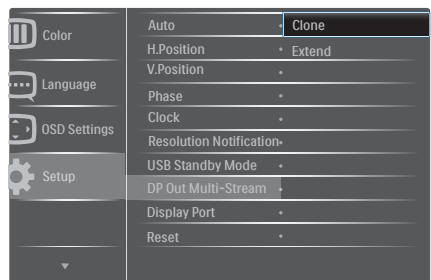 Color
Language
OSD Settings
Setup
Auto
H.Position
V.Position
Phase
Clock
Resolution Notification
USB Standby Mode
DP Out Multi-Stream
Display Port
Reset
Clone
Extend